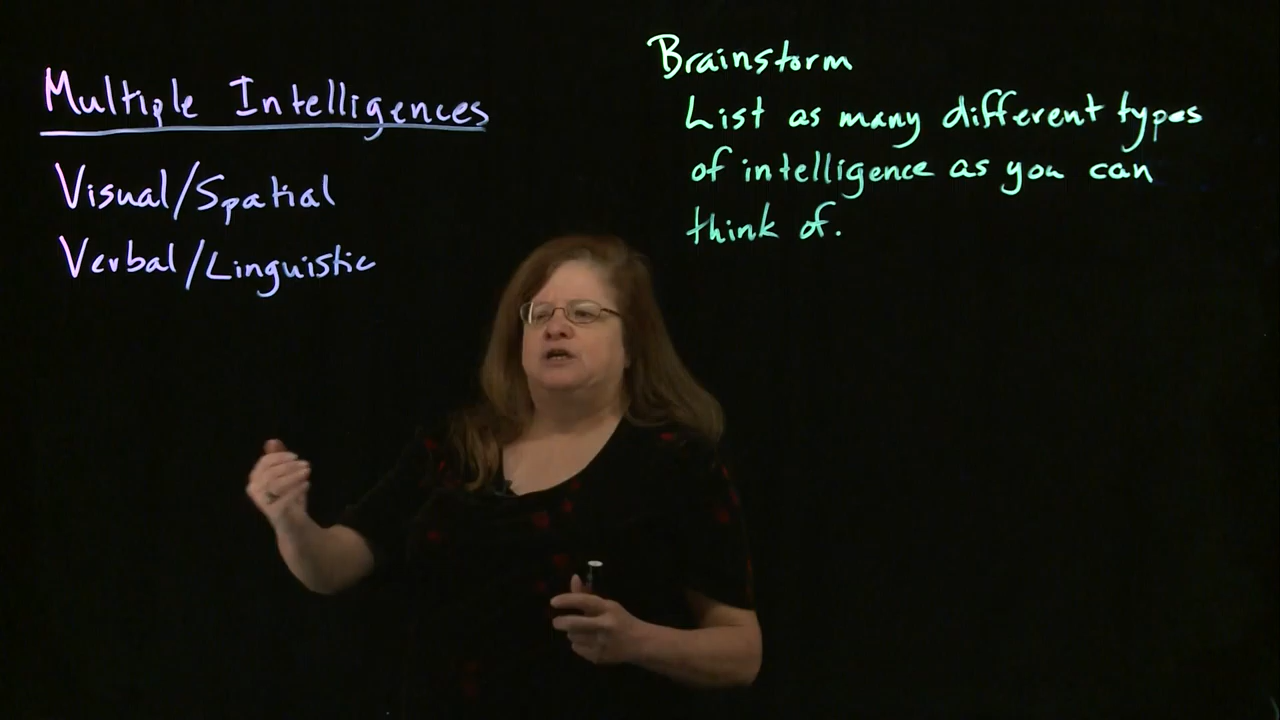 Multiple Intelligences
Visual/Spatial
Verbal/Linguistic
Brainstorm
List as many different types
of intelligence as you can
think of.